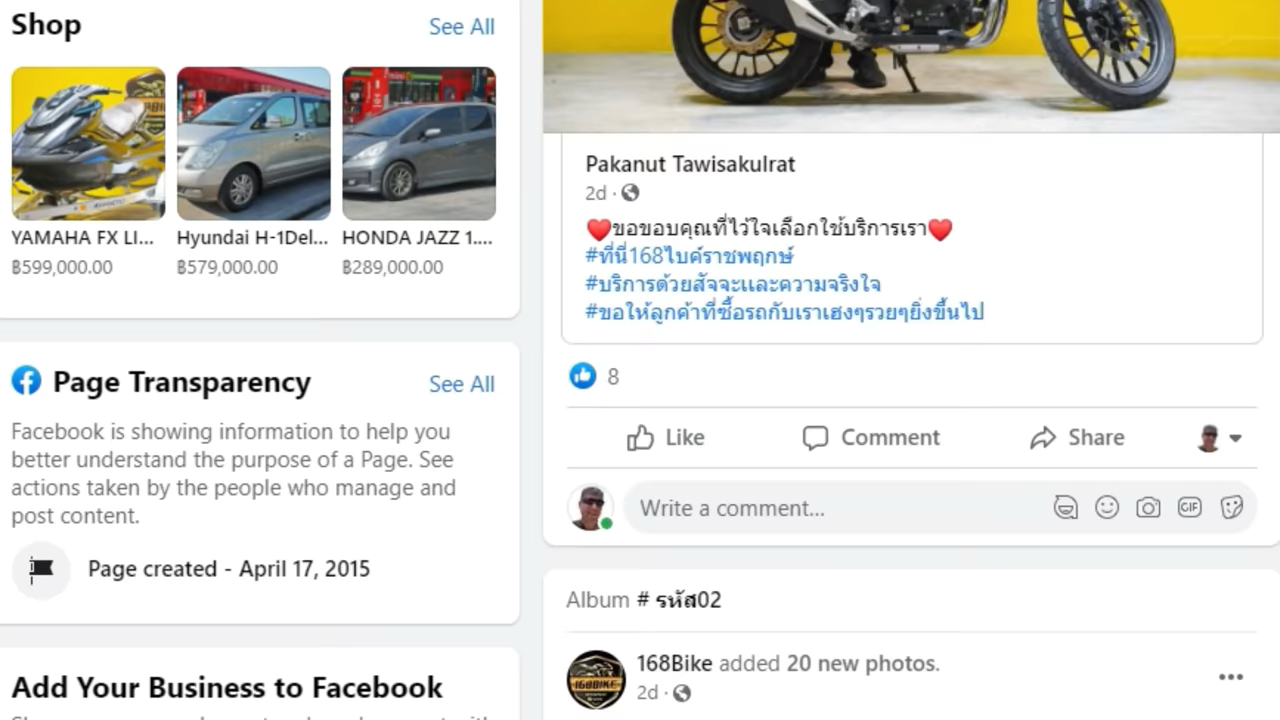 Shop
See All
YAMAHA FX LI...
Hyundai H-1Del...
HONDA JAZZ 1....
฿599,000.00
฿579,000.00
฿289,000.00
Page Transparency
See All
Facebook is showing information to help you
better understand the purpose of a Page. See
actions taken by the people who manage and
post content.
Page created - April 17, 2015
Add Your Business to Facebook
Pakanut Tawisakulrat
2d ·
❤️ขอขอบคุณที่ไว้ใจเลือกใช้บริการเรา❤️
#ที่นี่168ไบค์ราชพฤกษ์
#บริการด้วยสัจจะและความจริงใจ
#ขอให้ลูกค้าที่ซื้อรถกับเราเฮงๆรวยๆยิ่งขึ้นไป
8
Like
Comment
Share
Write a comment...
GIF
Album # รหัส02
168Bike added 20 new photos.
2d ·
168BIKE